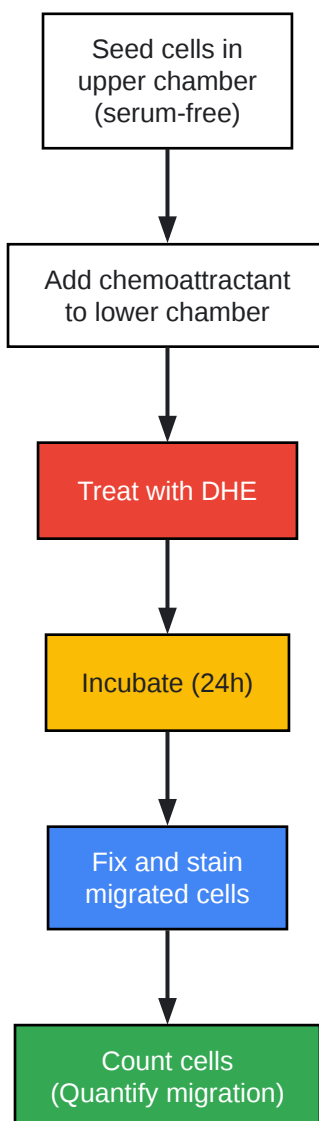 Seed cells in
upper chamber
(serum-free)
Add chemoattractant
to lower chamber
Treat with DHE
Incubate (24h)
Fix and stain
migrated cells
Count cells
(Quantify migration)